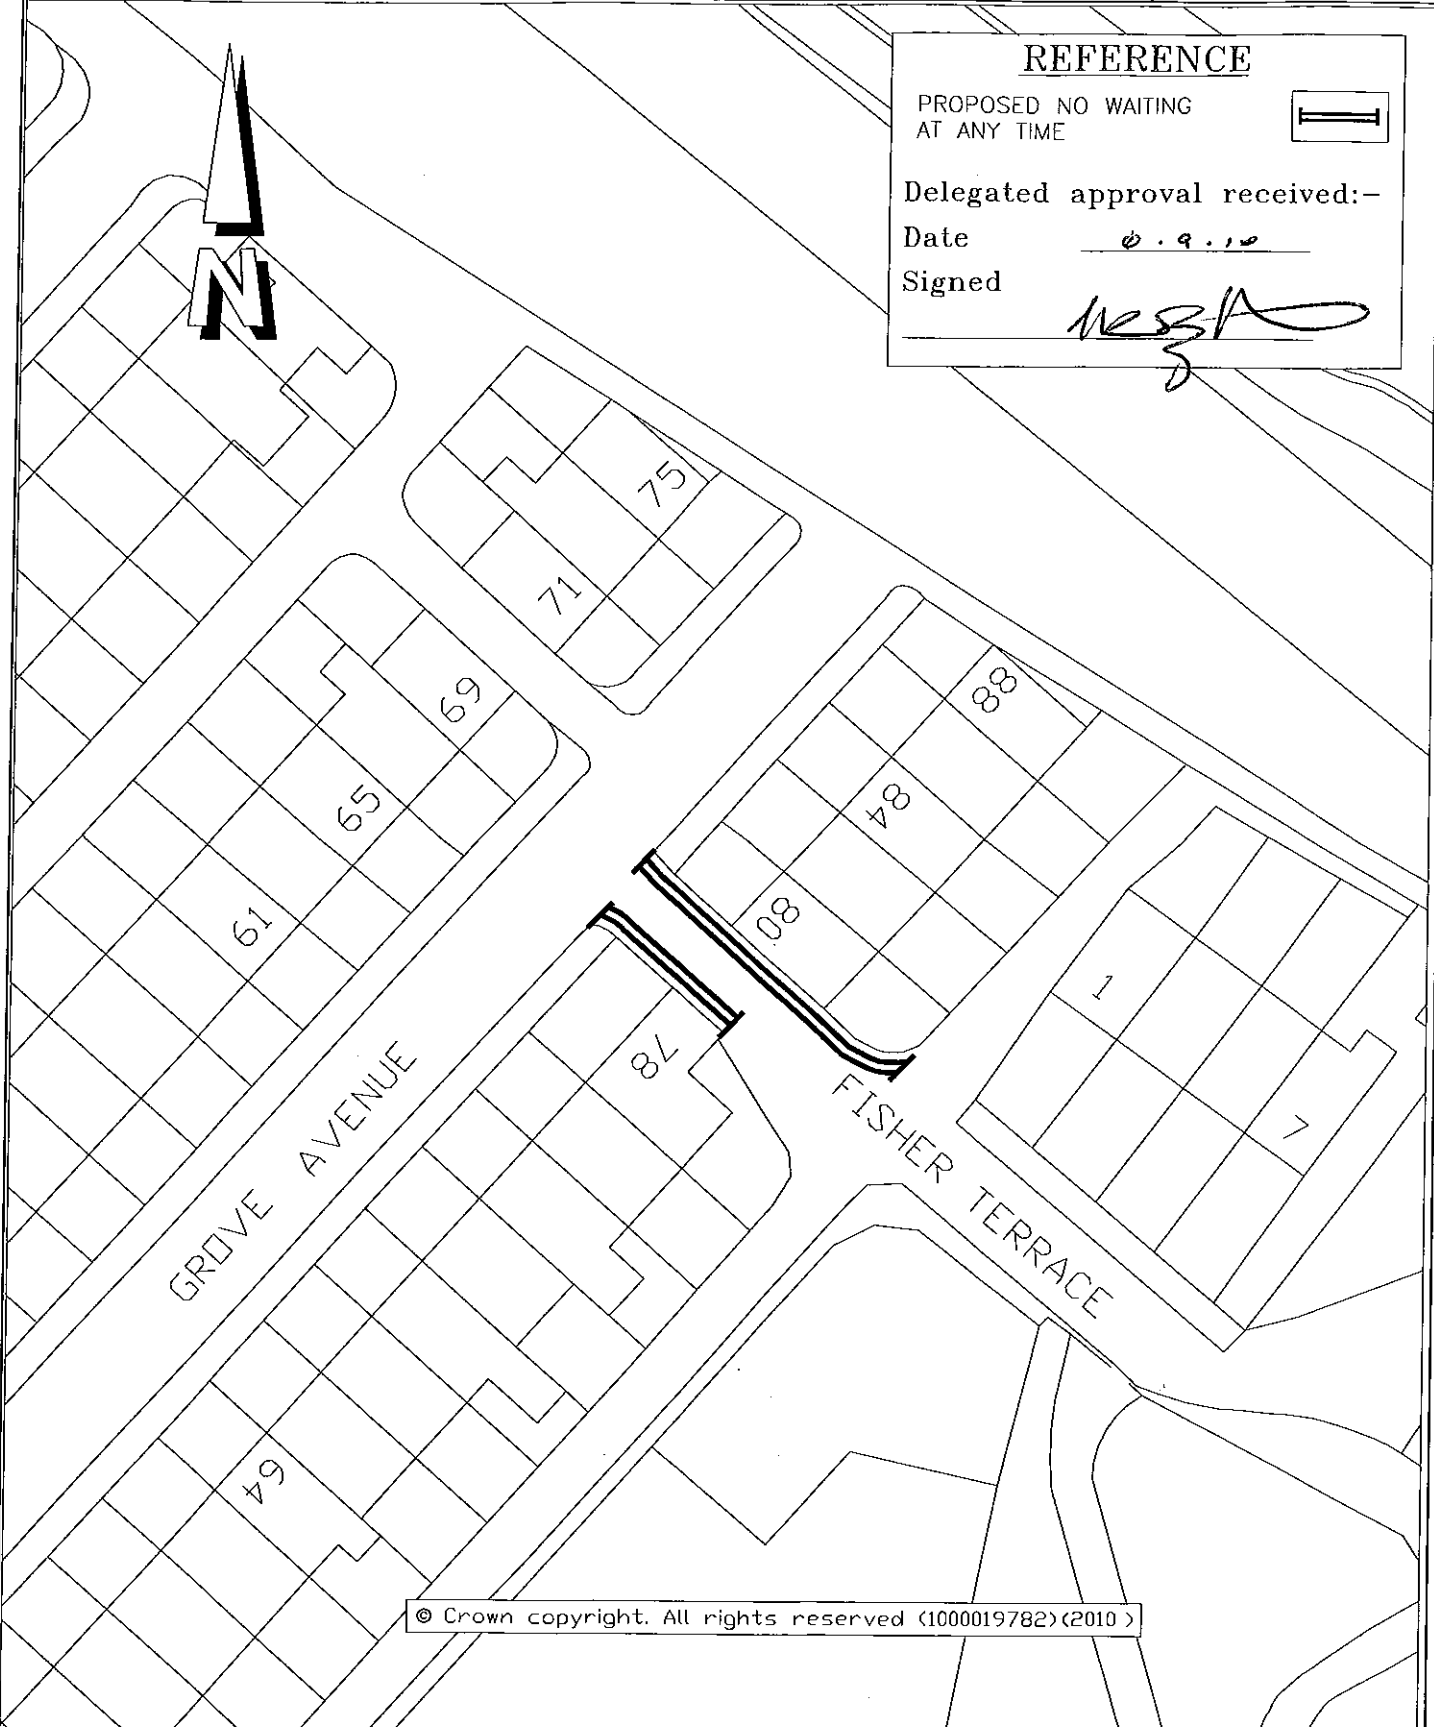 REFERENCE
PROPOSED NO WAITING
AT ANY TIME
Delegated approval received:-
Date
Signed
N
75
71
69
65
61
88
84
80
78
64
1
7
GROVE AVENUE
FISHER TERRACE
© Crown copyright. All rights reserved (1000019782)(2010)